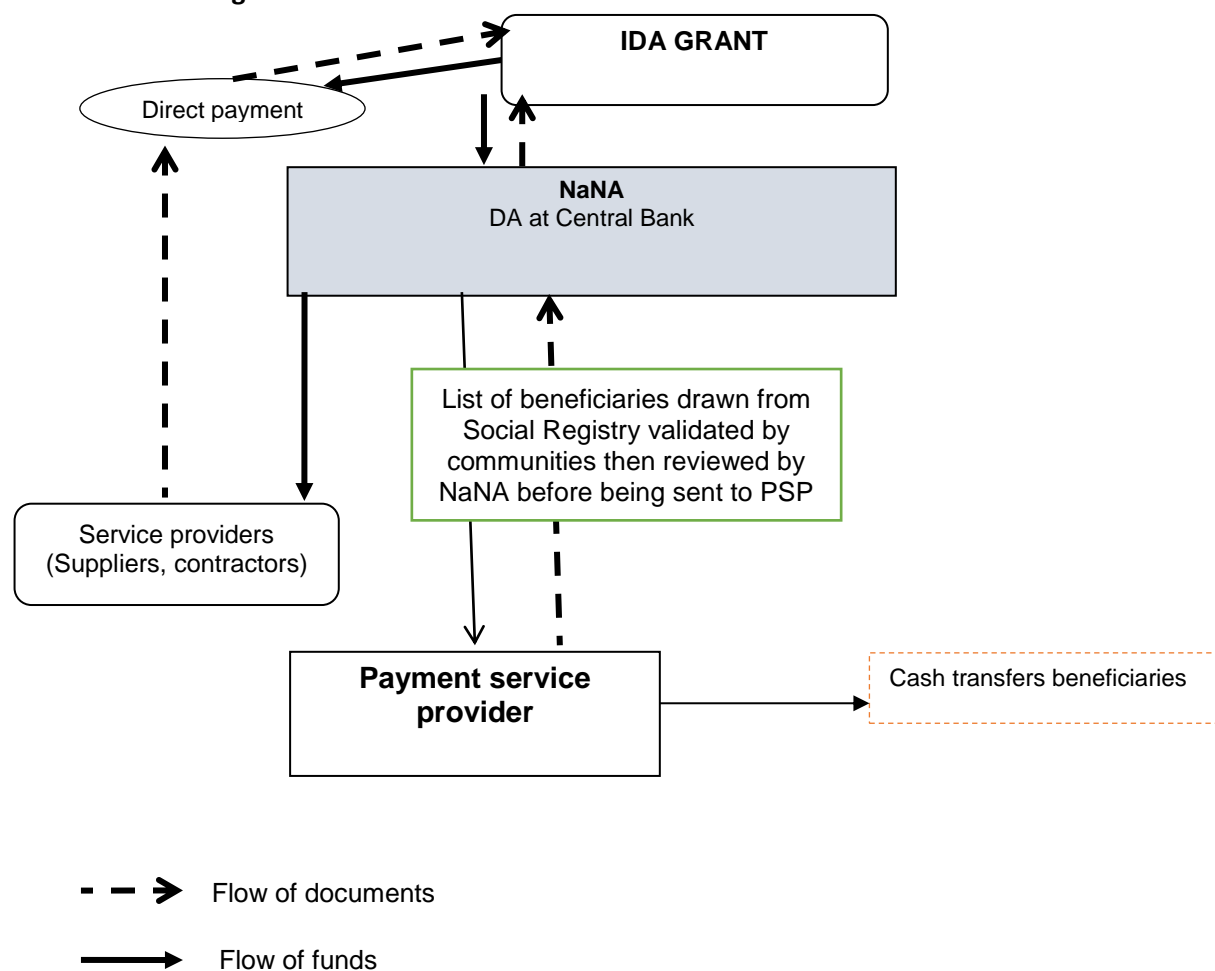 IDA GRANT
Direct payment
NaNA
DA at Central Bank
List of beneficiaries drawn from
Social Registry validated by
communities then reviewed by
NaNA before being sent to PSP
Service providers
(Suppliers, contractors)
Payment service
provider
Cash transfers beneficiaries
Flow of documents
Flow of funds